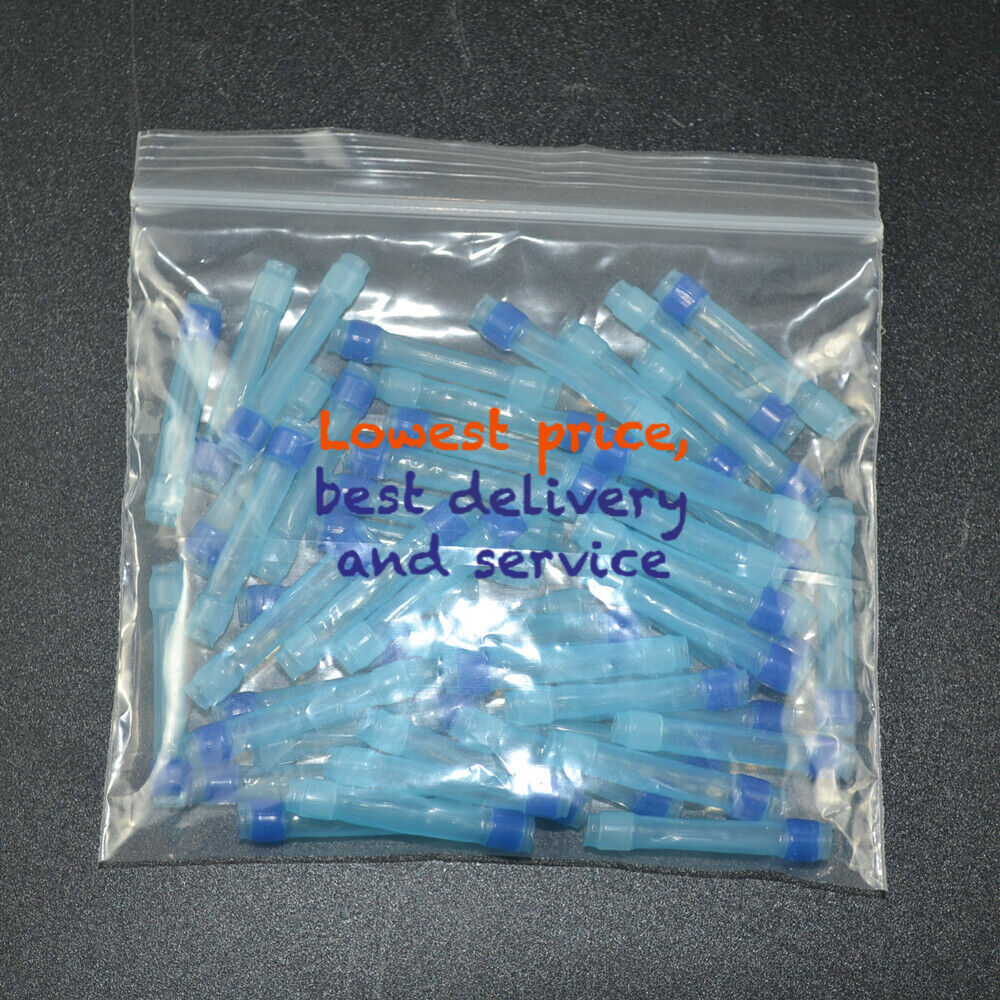 Lowest price,
best delivery
and service